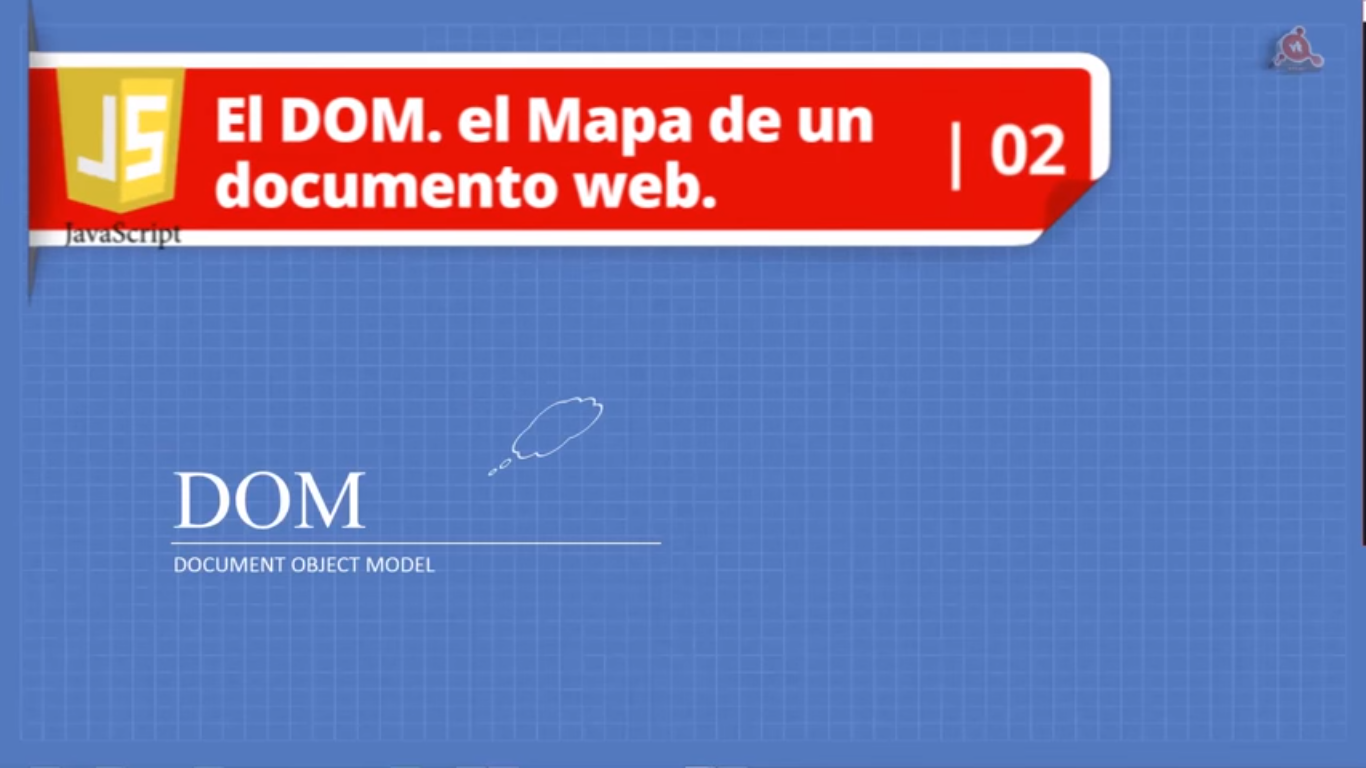 JS
El DOM. el Mapa de un
documento web.
| 02
JavaScript
DOM
DOCUMENT OBJECT MODEL